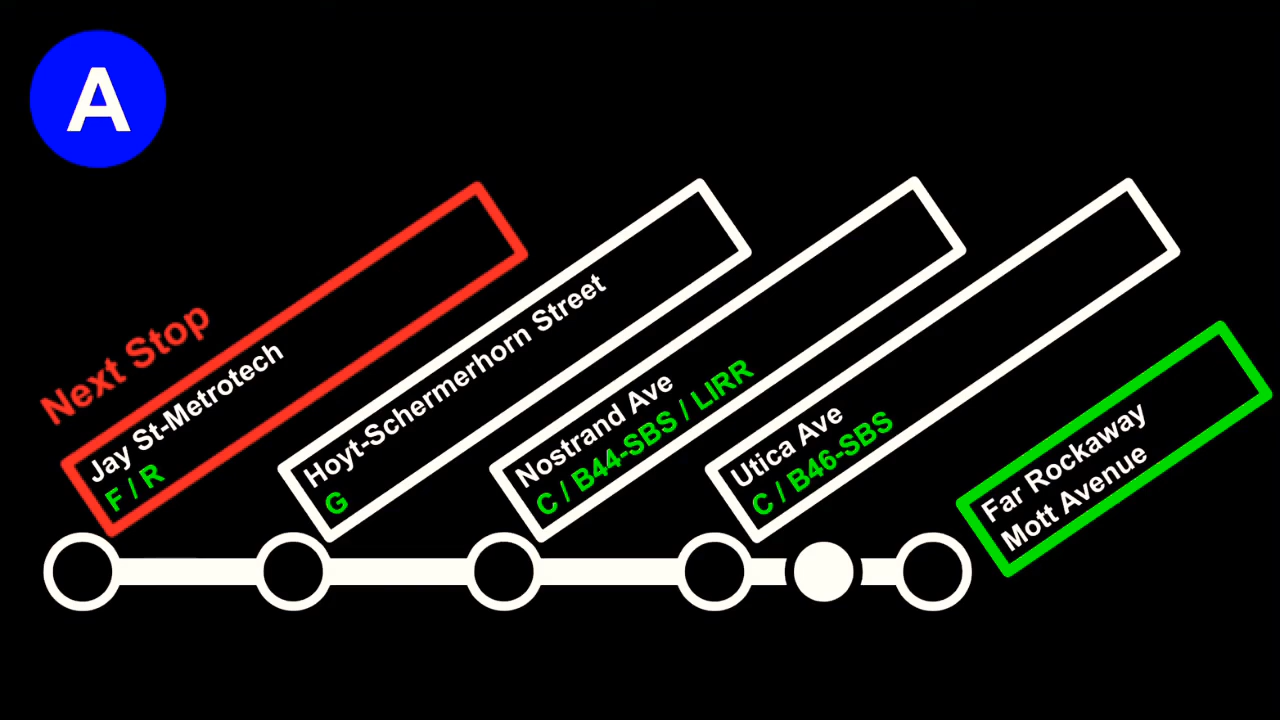 A
Next Stop
Jay St-Metrotech
F / R
Hoyt-Schermerhorn Street
G
Nostrand Ave
C / B44-SBS / LIRR
Utica Ave
C / B46-SBS
Far Rockaway
Mott Avenue